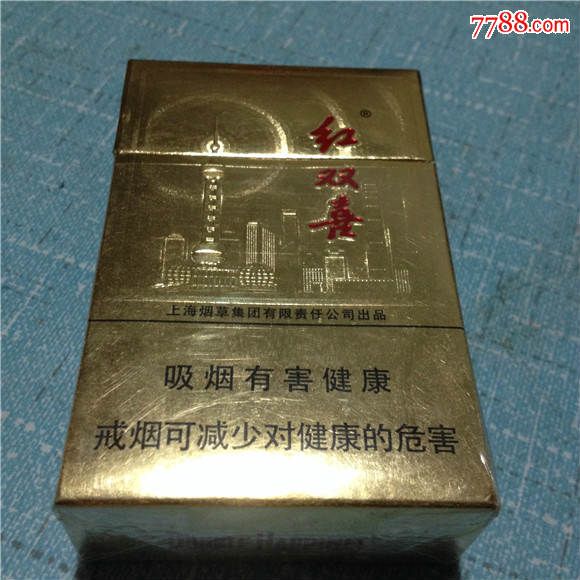 7788.com
红双喜®
上海烟草集团有限责任公司出品
吸烟有害健康
戒烟可减少对健康的危害